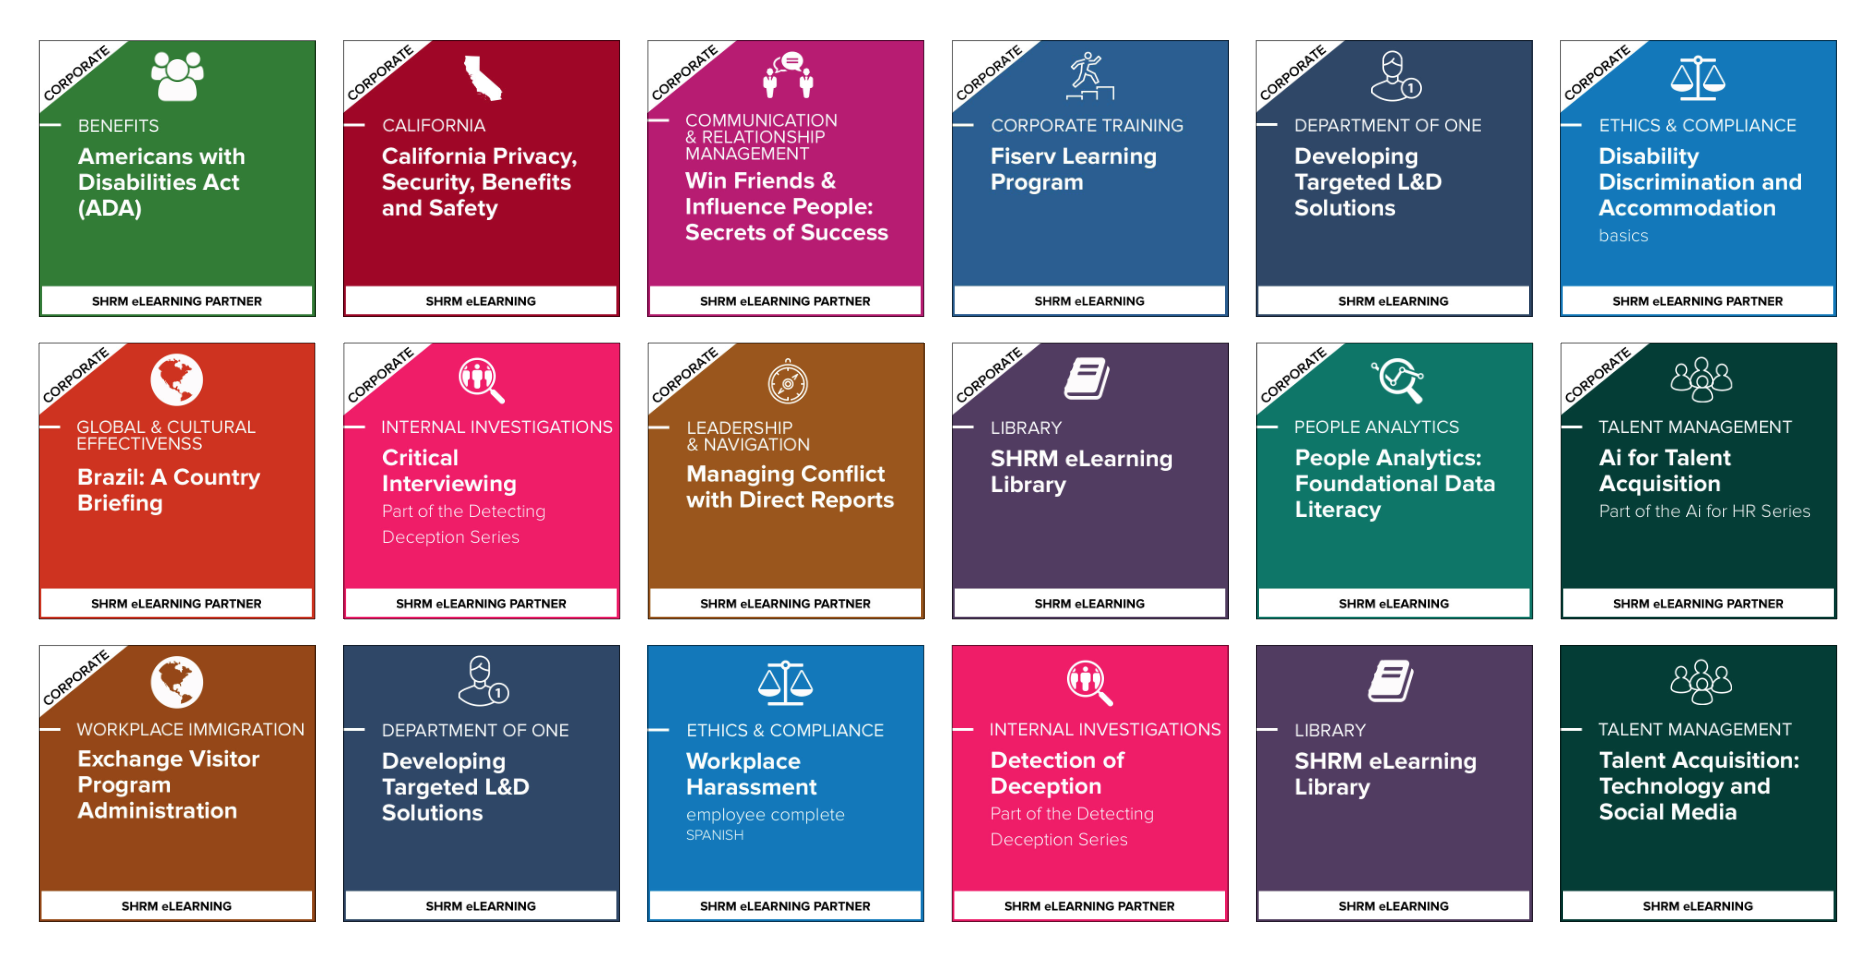 CORPORATE
BENEFITS
Americans with
Disabilities Act
(ADA)
SHRM eLEARNING PARTNER
CORPORATE
CALIFORNIA
California Privacy,
Security, Benefits
and Safety
SHRM eLEARNING
CORPORATE
COMMUNICATION
& RELATIONSHIP
MANAGEMENT
Win Friends &
Influence People:
Secrets of Success
SHRM eLEARNING PARTNER
CORPORATE
CORPORATE TRAINING
Fiserv Learning
Program
SHRM eLEARNING
CORPORATE
1
DEPARTMENT OF ONE
Developing
Targeted L&D
Solutions
SHRM eLEARNING
CORPORATE
ETHICS & COMPLIANCE
Disability
Discrimination and
Accommodation
basics
SHRM eLEARNING PARTNER
CORPORATE
GLOBAL & CULTURAL
EFFECTIVENSS
Brazil: A Country
Briefing
SHRM eLEARNING PARTNER
CORPORATE
INTERNAL INVESTIGATIONS
Critical
Interviewing
Part of the Detecting
Deception Series
SHRM eLEARNING PARTNER
CORPORATE
LEADERSHIP
& NAVIGATION
Managing Conflict
with Direct Reports
SHRM eLEARNING PARTNER
CORPORATE
LIBRARY
SHRM eLearning
Library
SHRM eLEARNING
CORPORATE
PEOPLE ANALYTICS
People Analytics:
Foundational Data
Literacy
SHRM eLEARNING
CORPORATE
TALENT MANAGEMENT
Ai for Talent
Acquisition
Part of the Ai for HR Series
SHRM eLEARNING PARTNER
CORPORATE
WORKPLACE IMMIGRATION
Exchange Visitor
Program
Administration
SHRM eLEARNING
1
DEPARTMENT OF ONE
Developing
Targeted L&D
Solutions
SHRM eLEARNING
ETHICS & COMPLIANCE
Workplace
Harassment
employee complete
SPANISH
SHRM eLEARNING PARTNER
INTERNAL INVESTIGATIONS
Detection of
Deception
Part of the Detecting
Deception Series
SHRM eLEARNING PARTNER
LIBRARY
SHRM eLearning
Library
SHRM eLEARNING
TALENT MANAGEMENT
Talent Acquisition:
Technology and
Social Media
SHRM eLEARNING